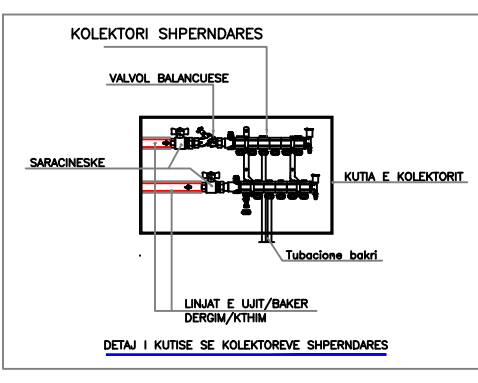 KOLEKTORI SHPERNDARES
VALVOL BALANCUESE
SARACINESKE
KUTIA E KOLEKTORIT
Tubacione bakri
LINJAT E UJIT/BAKER
DERGIM/KTHIM
DETAJ I KUTISE SE KOLEKTOREVE SHPERNDARES